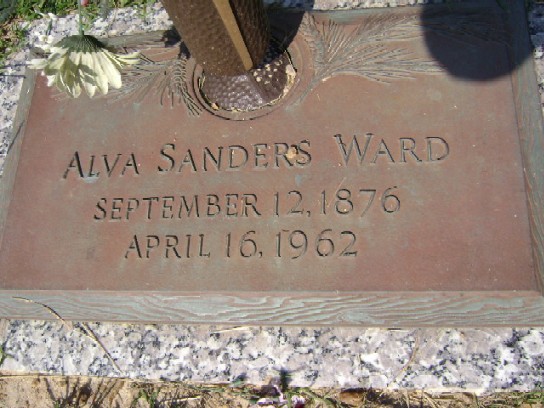 ALVA SANDERS WARD
SEPTEMBER 12, 1876
APRIL 16, 1962